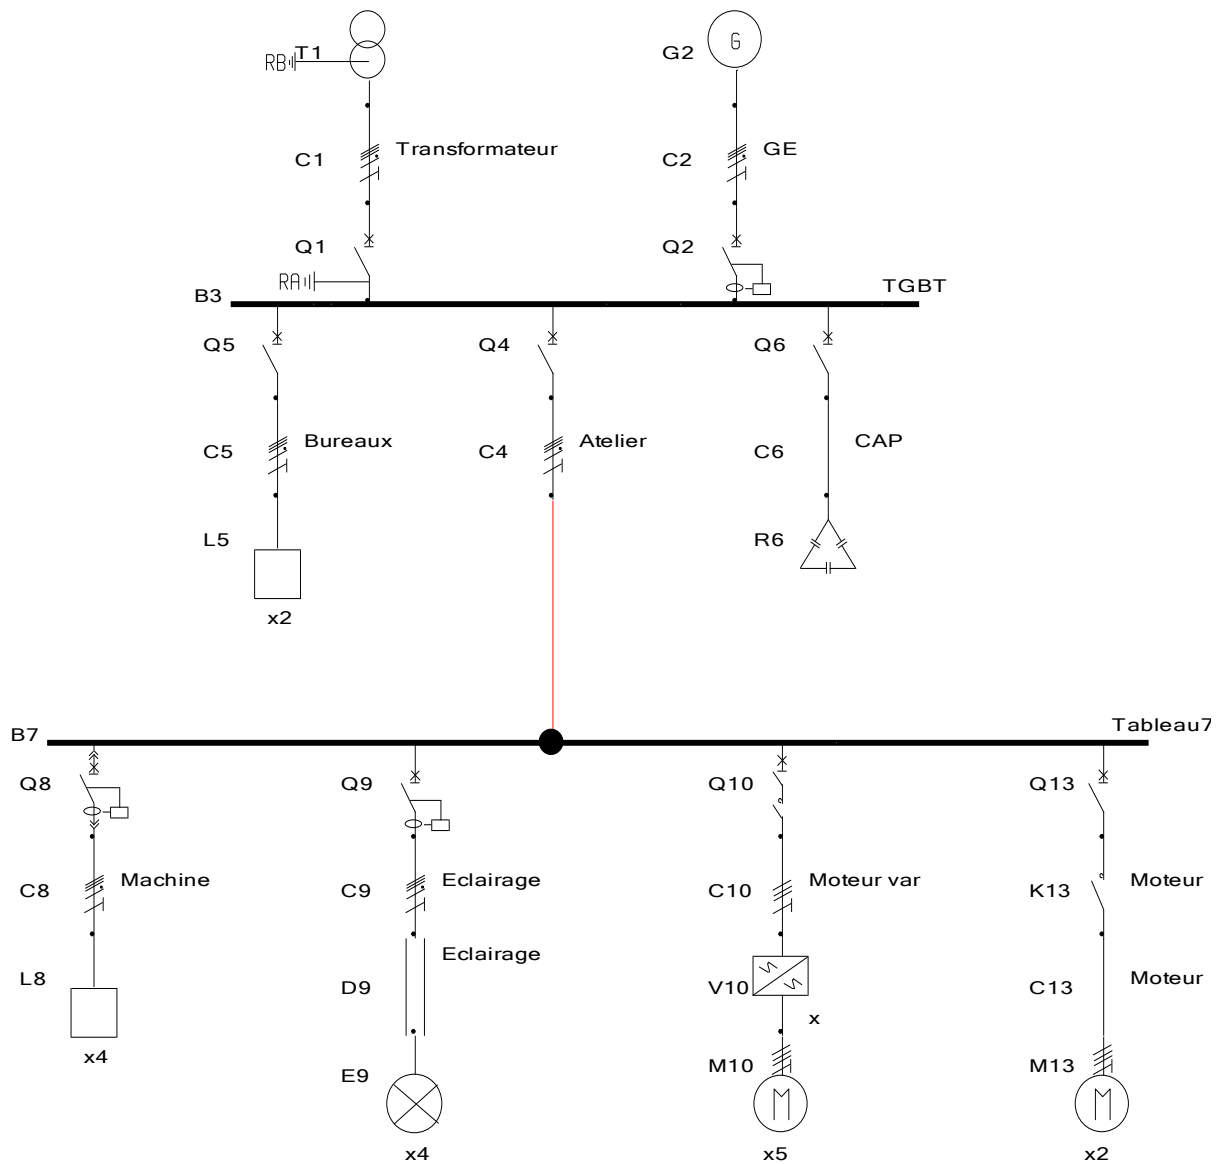 T1
RB
G2
G
C1
Transformateur
C2
GE
Q1
Q2
RA
B3
TGBT
Q5
Q4
Q6
C5
Bureaux
C4
Atelier
C6
CAP
L5
R6
x2
B7
Tableau7
Q8
Q9
Q10
Q13
C8
Machine
C9
Eclairage
C10
Moteur var
K13
Moteur
L8
D9
Eclairage
V10
x
C13
Moteur
x4
E9
M10
M13
M
M
x4
x5
x2